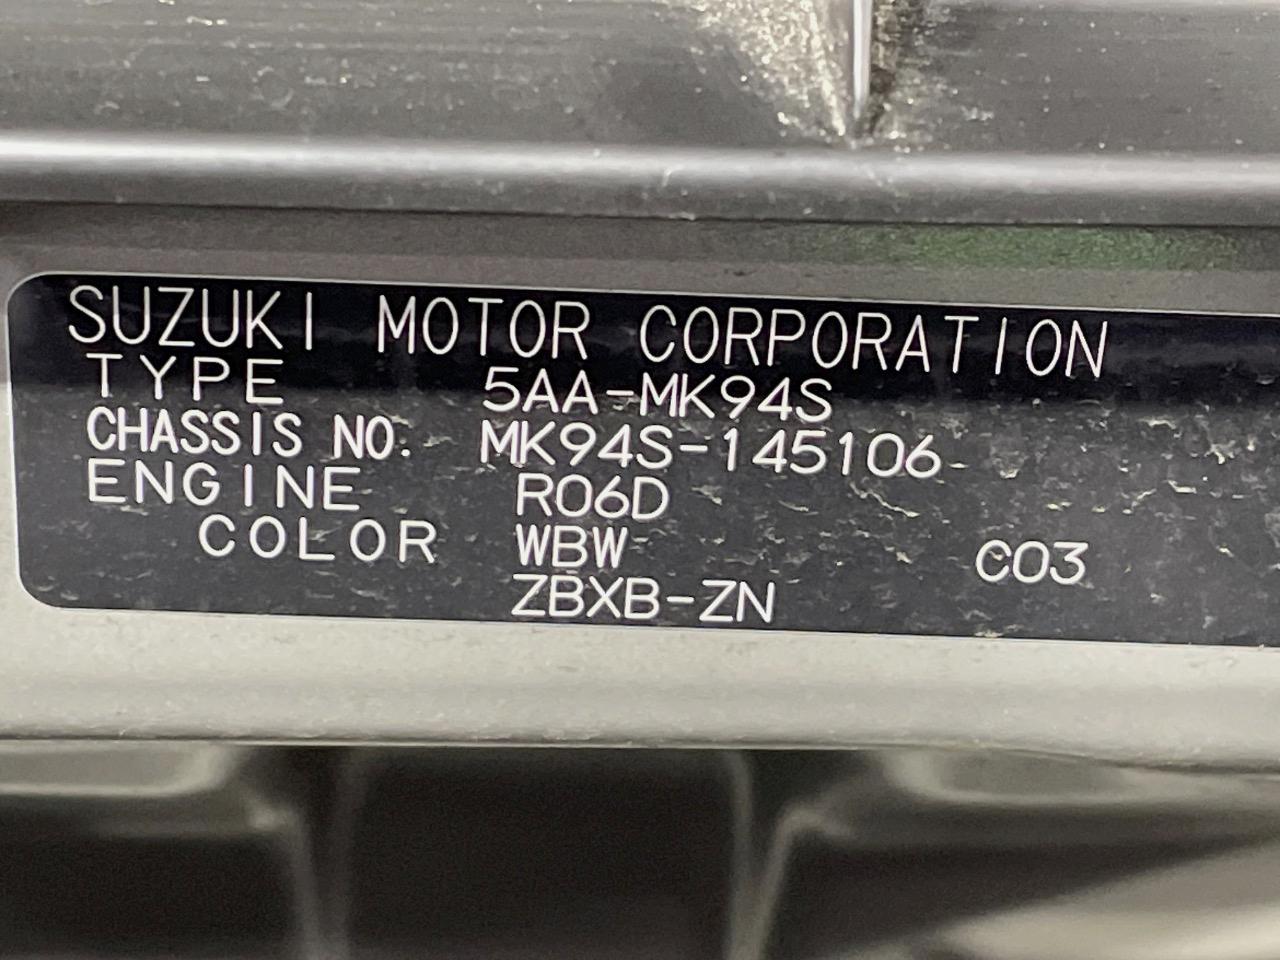 SUZUKI MOTOR CORPORATION
TYPE 5AA-MK94S
CHASSIS NO. MK94S-145106
ENGINE R06D
COLOR WBW C03
ZBXB-ZN